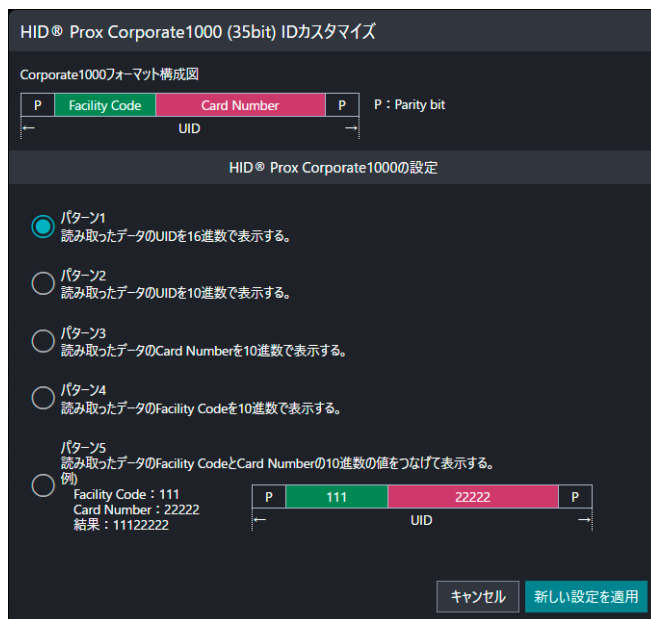 HID® Prox Corporate1000 (35bit) IDカスタマイズ
Corporate1000フォーマット構成図
P Facility Code Card Number P P：Parity bit
← UID →
HID® Prox Corporate1000の設定
パターン1
読み取ったデータのUIDを16進数で表示する。
パターン2
読み取ったデータのUIDを10進数で表示する。
パターン3
読み取ったデータのCard Numberを10進数で表示する。
パターン4
読み取ったデータのFacility Codeを10進数で表示する。
パターン5
読み取ったデータのFacility CodeとCard Numberの10進数の値をつなげて表示する。
例)
Facility Code：111
Card Number：22222
結果：11122222
P 111 22222 P
← UID →
キャンセル 新しい設定を適用